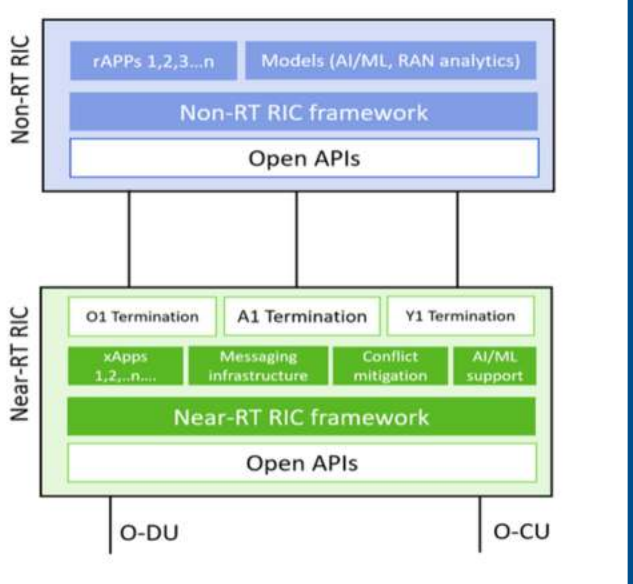 Non-RT RIC
rAPPs 1,2,3...n
Models (AI/ML, RAN analytics)
Non-RT RIC framework
Open APIs
Near-RT RIC
O1 Termination
A1 Termination
Y1 Termination
xApps
1,2,..n....
Messaging
infrastructure
Conflict
mitigation
AI/ML
support
Near-RT RIC framework
Open APIs
O-DU
O-CU